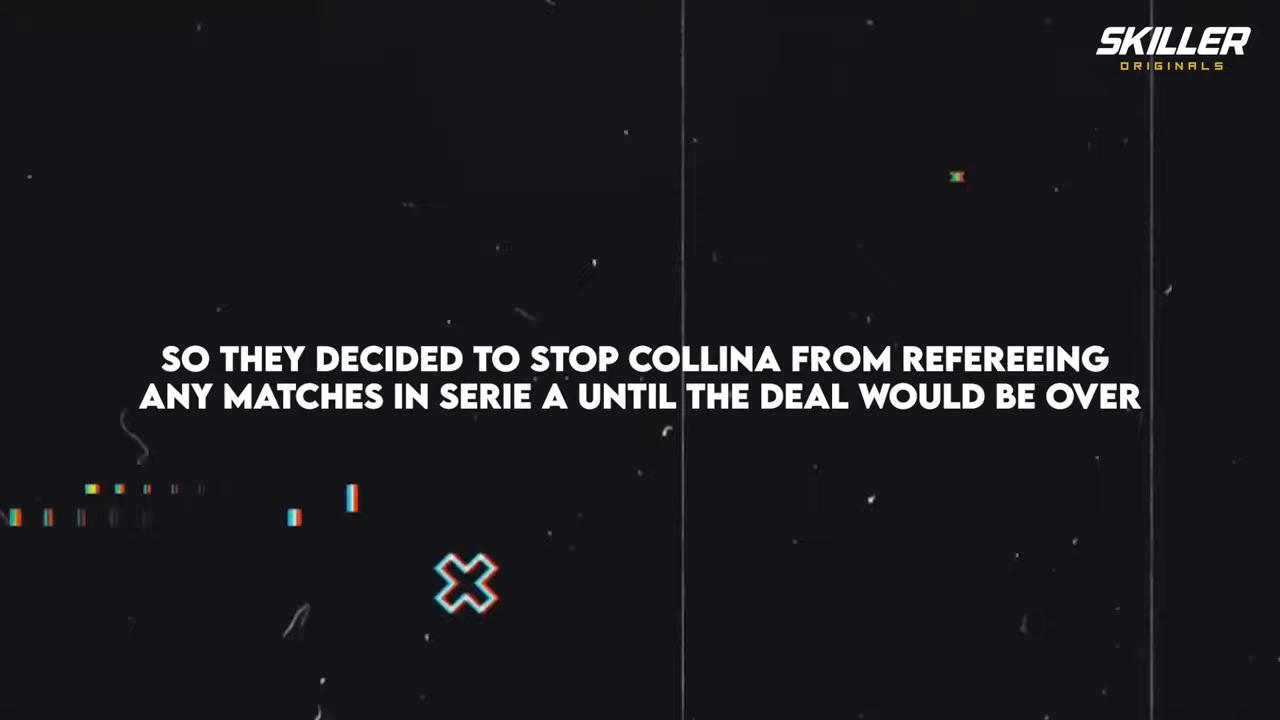 SKILLER
ORIGINALS
SO THEY DECIDED TO STOP COLLINA FROM REFEREEING
ANY MATCHES IN SERIE A UNTIL THE DEAL WOULD BE OVER